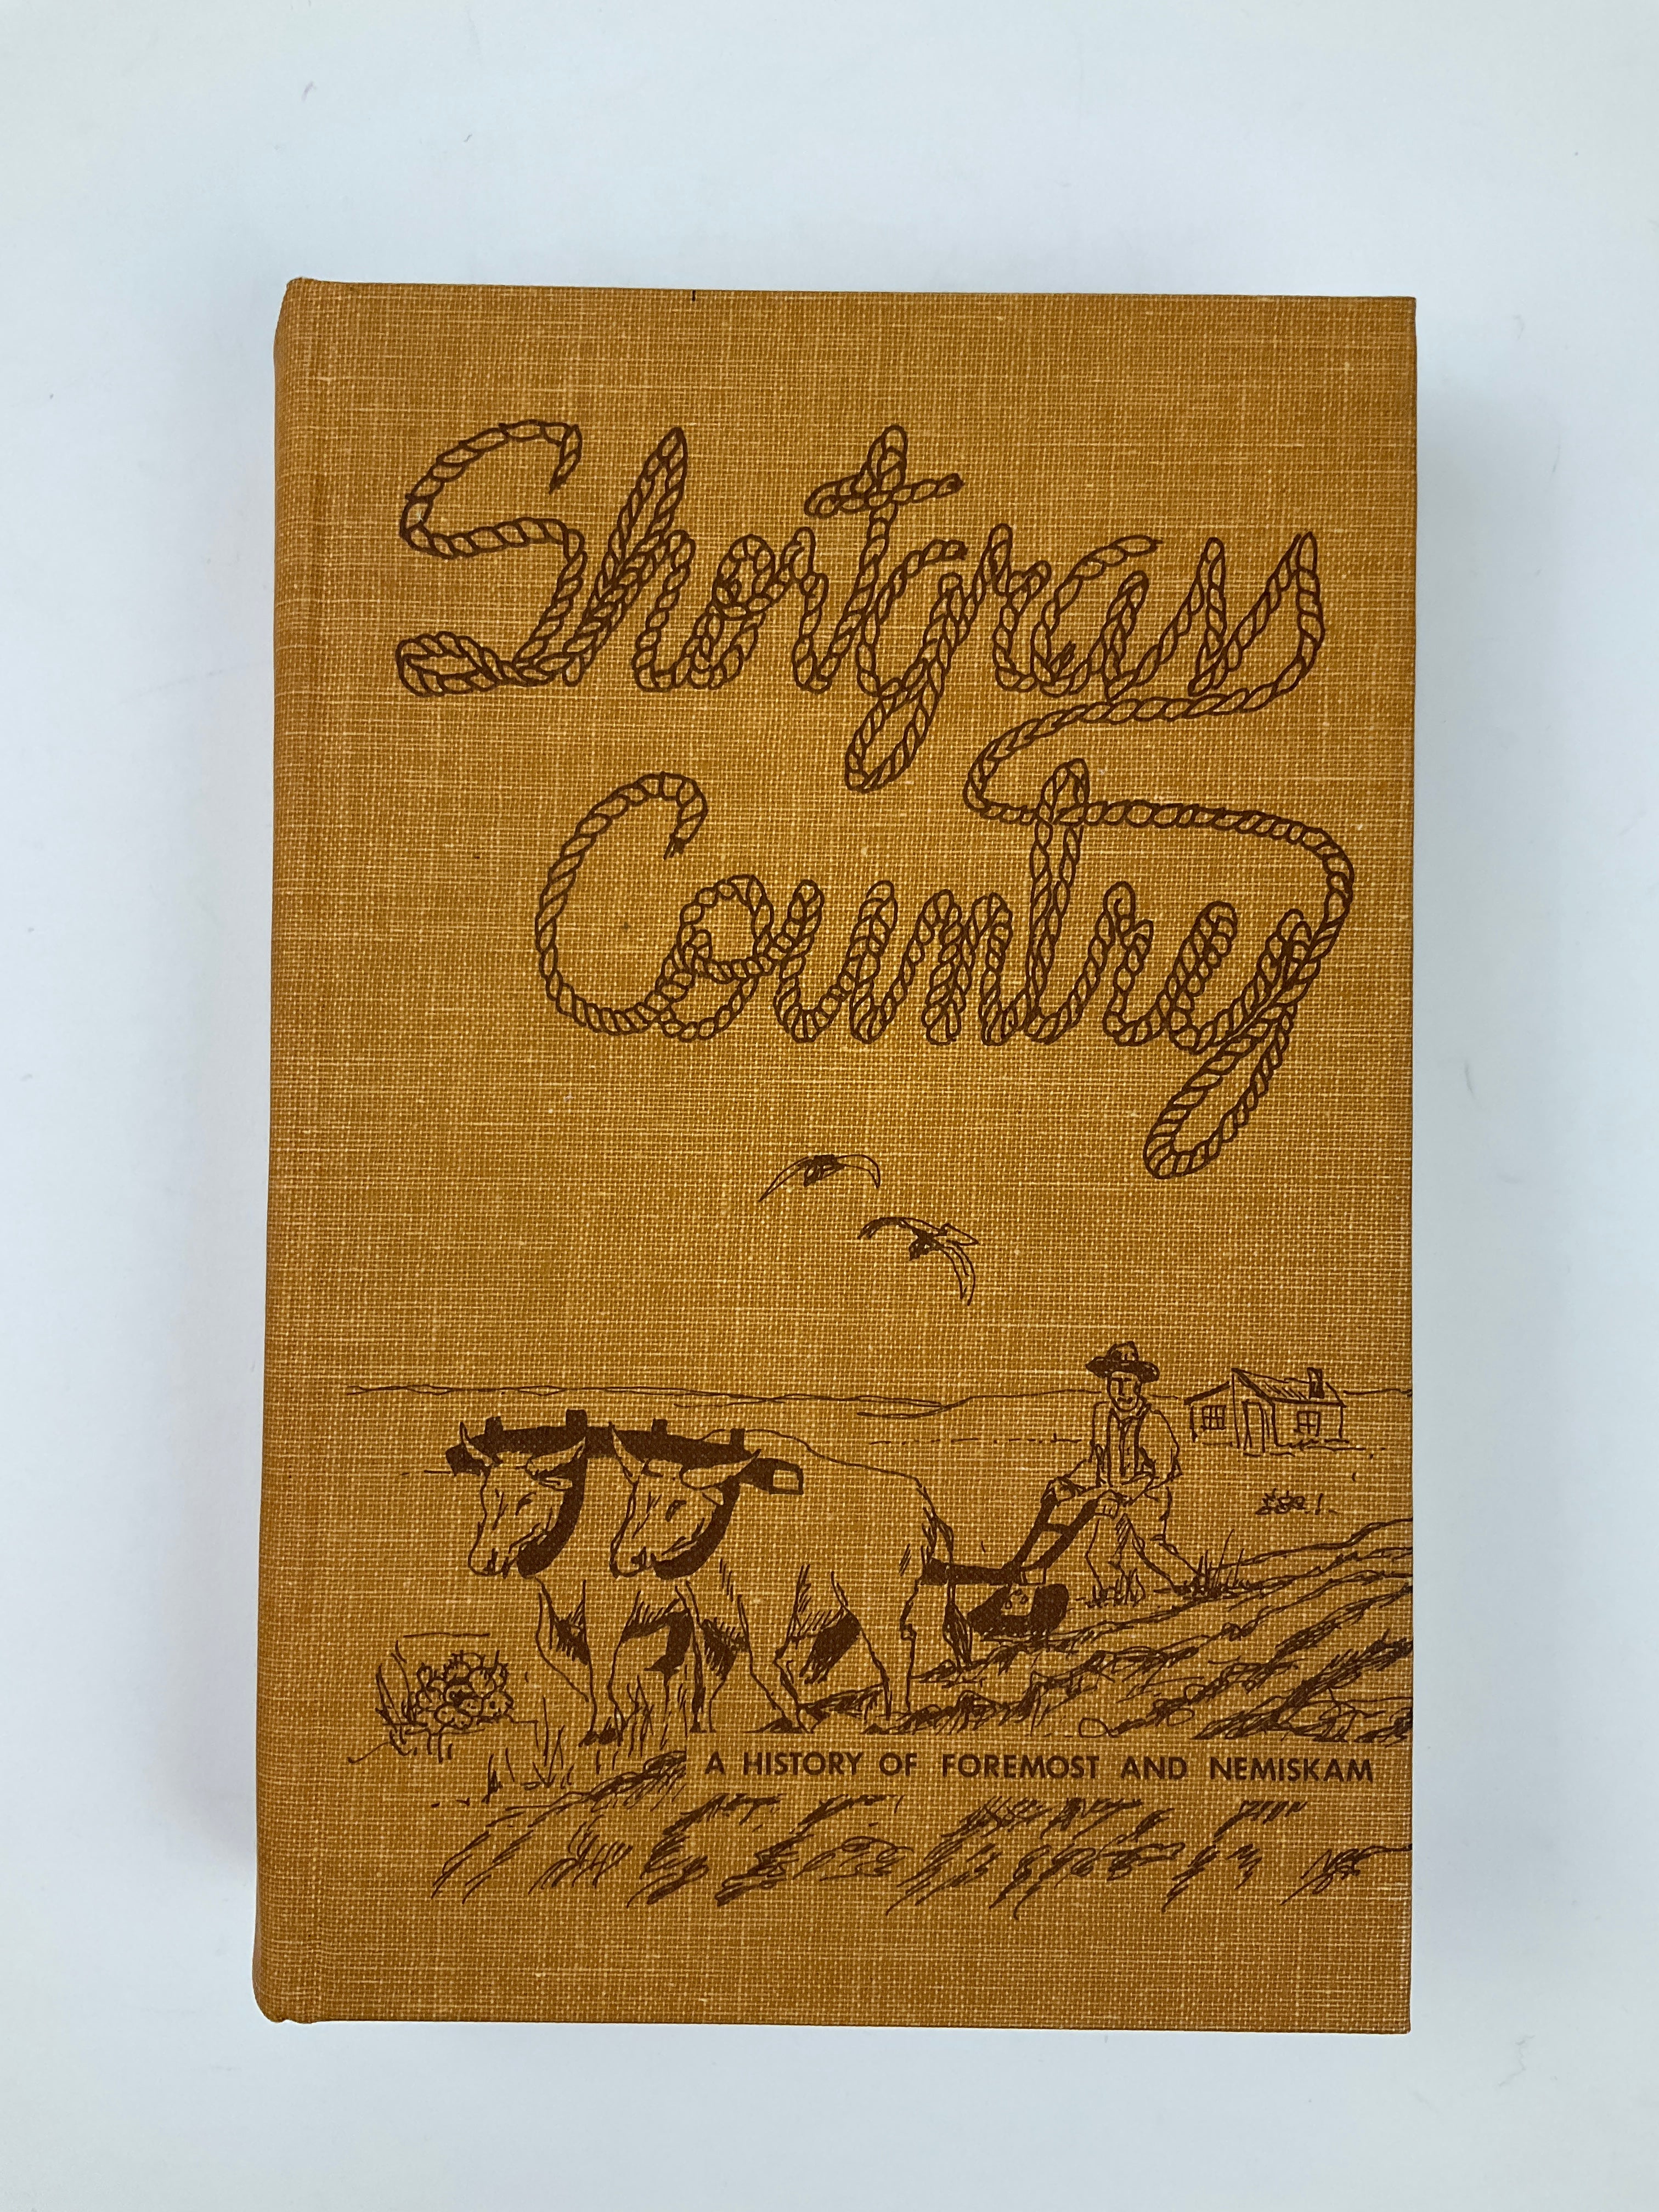 Shortgrass
Country
A HISTORY OF FOREMOST AND NEMISKAM